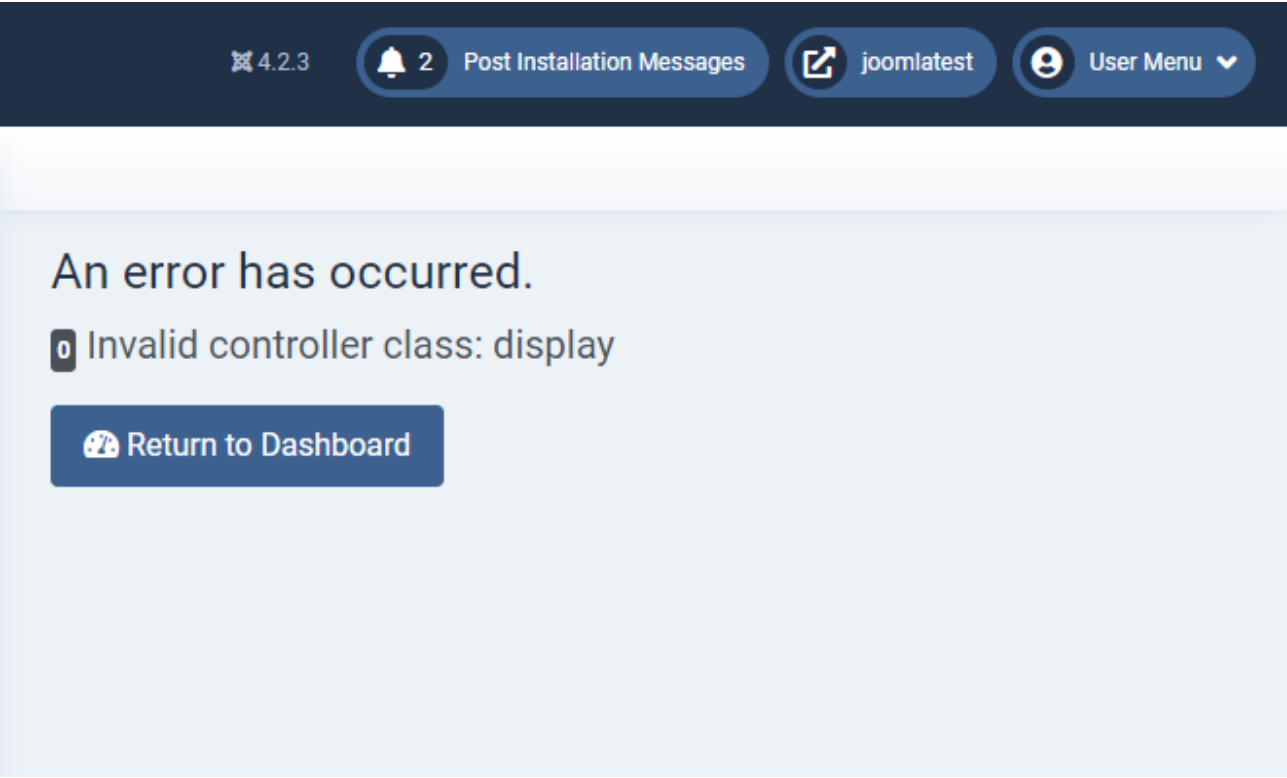 4.2.3 2 Post Installation Messages joomlatest User Menu
An error has occurred.
0 Invalid controller class: display
Return to Dashboard